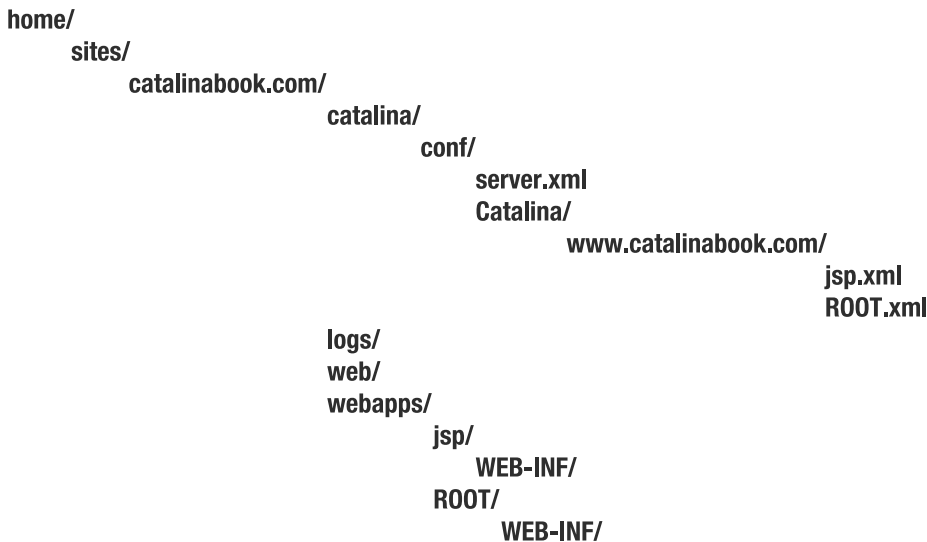 home/
sites/
catalinabook.com/
catalina/
conf/
server.xml
Catalina/
www.catalinabook.com/
jsp.xml
ROOT.xml
logs/
web/
webapps/
jsp/
WEB-INF/
ROOT/
WEB-INF/